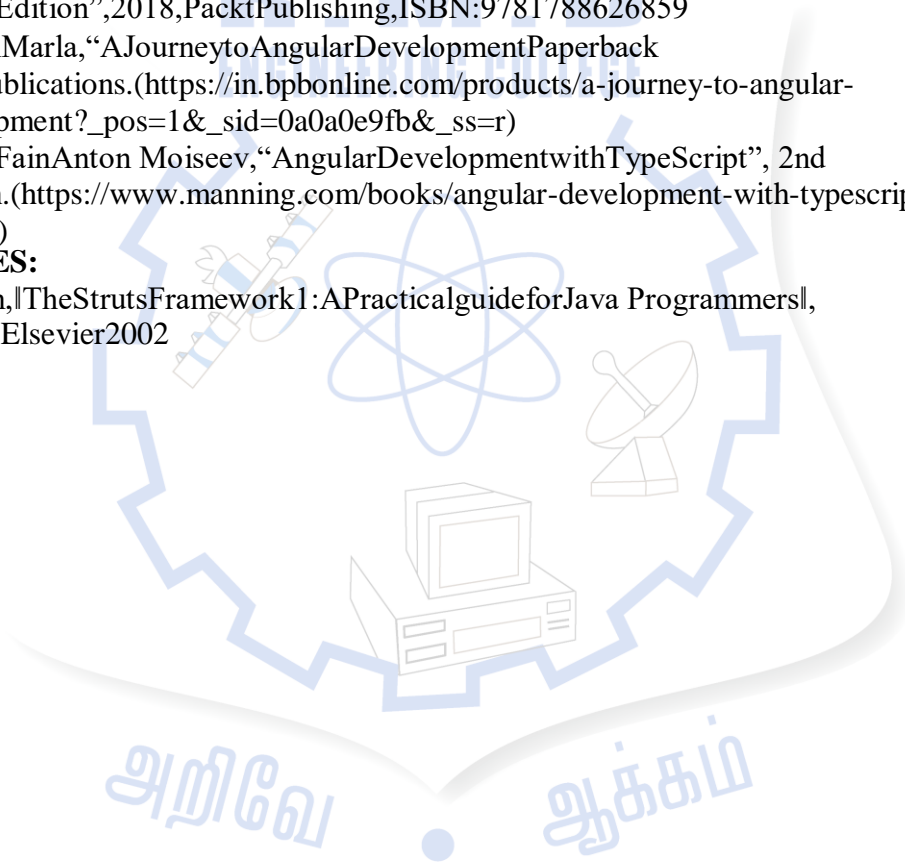 Edition”,2018,PacktPublishing,ISBN:9781788626859
Marla,“AJourneytoAngularDevelopmentPaperback
ublications.(https://in.bpbonline.com/products/a-journey-to-angular-
pment?_pos=1&_sid=0a0a0e9fb&_ss=r)
FainAnton Moiseev,“AngularDevelopmentwithTypeScript”, 2nd
.(https://www.manning.com/books/angular-development-with-typescrip
)
ES:
n,‖TheStrutsFramework1:APracticalguideforJava Programmers‖,
Elsevier2002
ENGINEERING COLLEGE
அறிவே ஆக்கம்